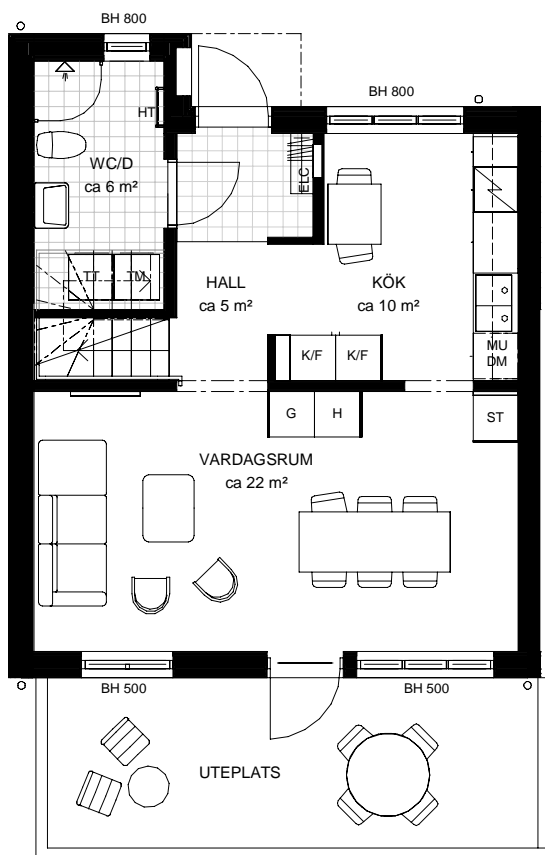 BH 800
BH 800
HT
WC/D
ca 6 m²
ELC
TT
TM
HALL
ca 5 m²
KÖK
ca 10 m²
K/F
K/F
MU
DM
G
H
ST
VARDAGSRUM
ca 22 m²
BH 500
BH 500
UTEPLATS